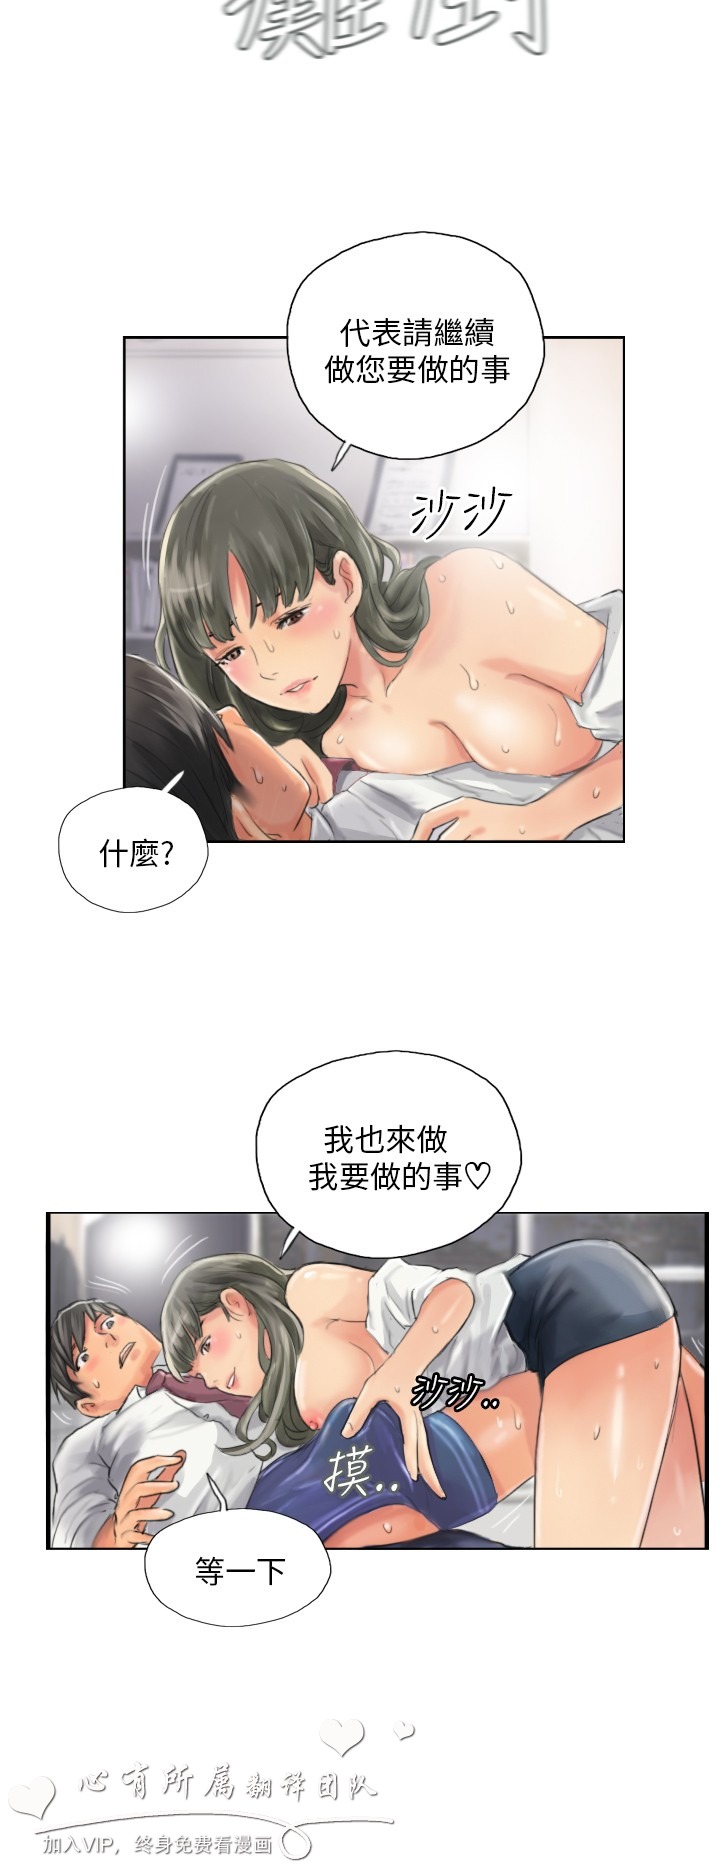 代表請繼續
做您要做的事
沙沙
什麼?
我也來做
我要做的事♡
沙沙..
摸..
等一下
心有所属翻译团队
加入VIP，终身免费看漫画